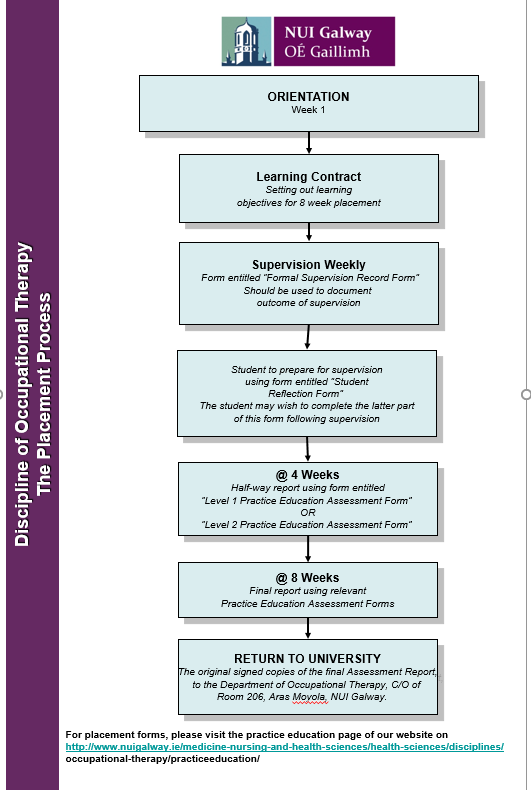 NUI Galway
OÉ Gaillimh
Discipline of Occupational Therapy
The Placement Process
ORIENTATION
Week 1
Learning Contract
Setting out learning
objectives for 8 week placement
Supervision Weekly
Form entitled "Formal Supervision Record Form"
Should be used to document
outcome of supervision
Student to prepare for supervision
using form entitled "Student
Reflection Form"
The student may wish to complete the latter part
of this form following supervision
@ 4 Weeks
Half-way report using form entitled
"Level 1 Practice Education Assessment Form"
OR
"Level 2 Practice Education Assessment Form"
@ 8 Weeks
Final report using relevant
Practice Education Assessment Forms
RETURN TO UNIVERSITY
The original signed copies of the final Assessment Report,
to the Department of Occupational Therapy, C/O of
Room 206, Aras Moyola, NUI Galway.
For placement forms, please visit the practice education page of our website on
http://www.nuigalway.ie/medicine-nursing-and-health-sciences/health-sciences/disciplines/
occupational-therapy/practiceeducation/